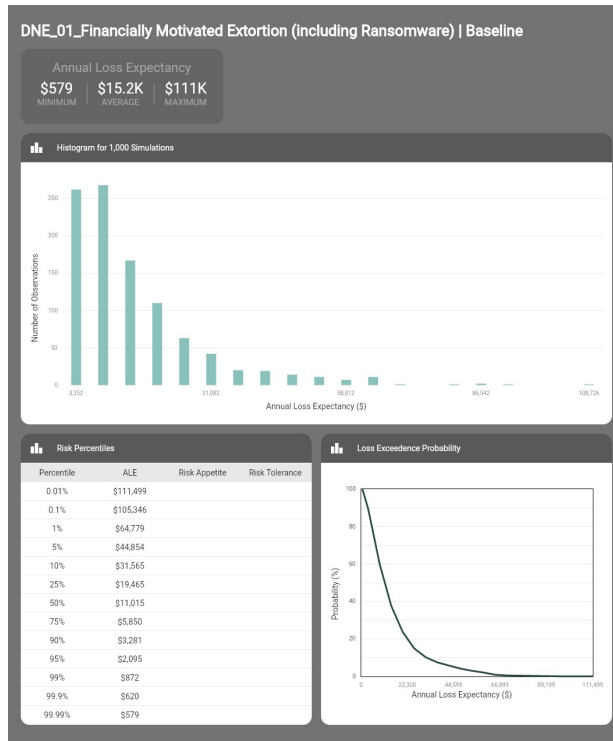 DNE_01_Financially Motivated Extortion (including Ransomware) | Baseline
Annual Loss Expectancy
$579 $15.2K $111K
MINIMUM AVERAGE MAXIMUM
Histogram for 1,000 Simulations
Number of Observations
250
200
150
100
50
0
3,352 31,082 58,812 86,542 108,726
Annual Loss Expectancy ($)
Risk Percentiles
Percentile ALE Risk Appetite Risk Tolerance
0.01% $111,499
0.1% $105,346
1% $64,779
5% $44,854
10% $31,565
25% $19,465
50% $11,015
75% $5,850
90% $3,281
95% $2,095
99% $872
99.9% $620
99.99% $579
Loss Exceedence Probability
Probability (%)
100
80
60
40
20
0
0 22,300 44,599 66,899 89,199 111,499
Annual Loss Expectancy ($)